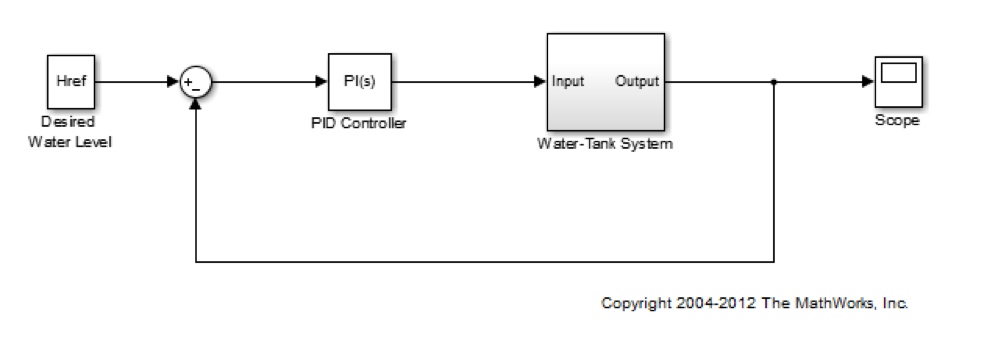 Href
+
−
PI(s)
Input Output
Desired
Water Level
PID Controller
Water-Tank System
Scope
Copyright 2004-2012 The MathWorks, Inc.